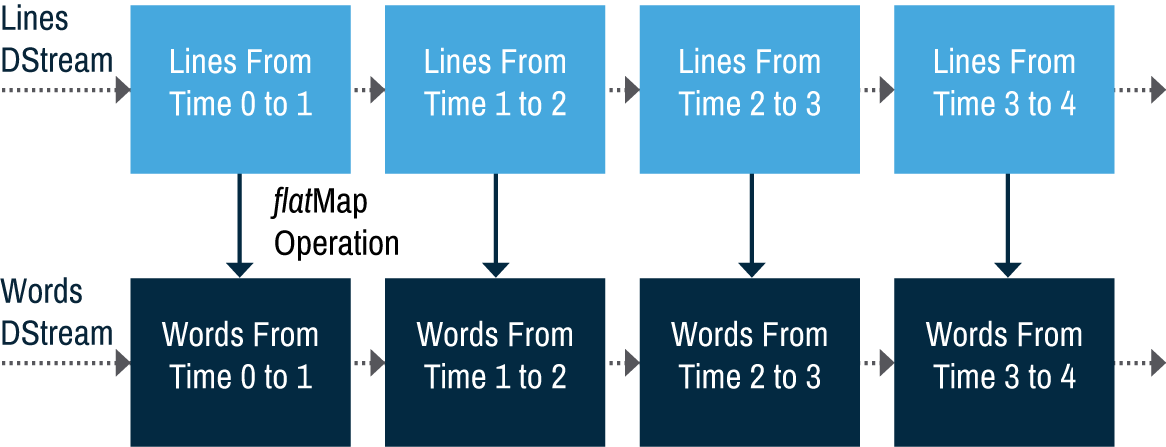 Lines
DStream
Lines From
Time 0 to 1
Lines From
Time 1 to 2
Lines From
Time 2 to 3
Lines From
Time 3 to 4
flatMap
Operation
Words
DStream
Words From
Time 0 to 1
Words From
Time 1 to 2
Words From
Time 2 to 3
Words From
Time 3 to 4